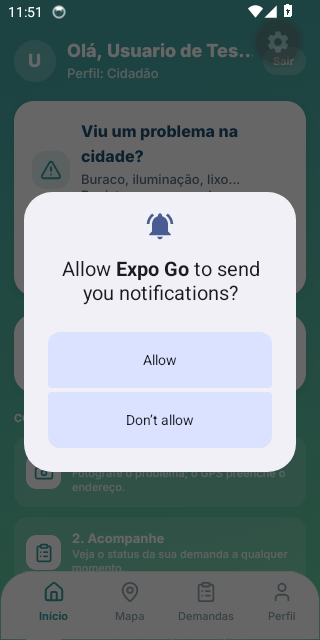 11:51
U
Olá, Usuario de Tes...
Perfil: Cidadão
Sair
Viu um problema na
cidade?
Buraco, iluminação, lixo...
Allow Expo Go to send
you notifications?
Allow
Don't allow
Fotografe o problema, o GPS preenche o
endereço.
2. Acompanhe
Veja o status da sua demanda a qualquer
momento.
Início
Mapa
Demandas
Perfil